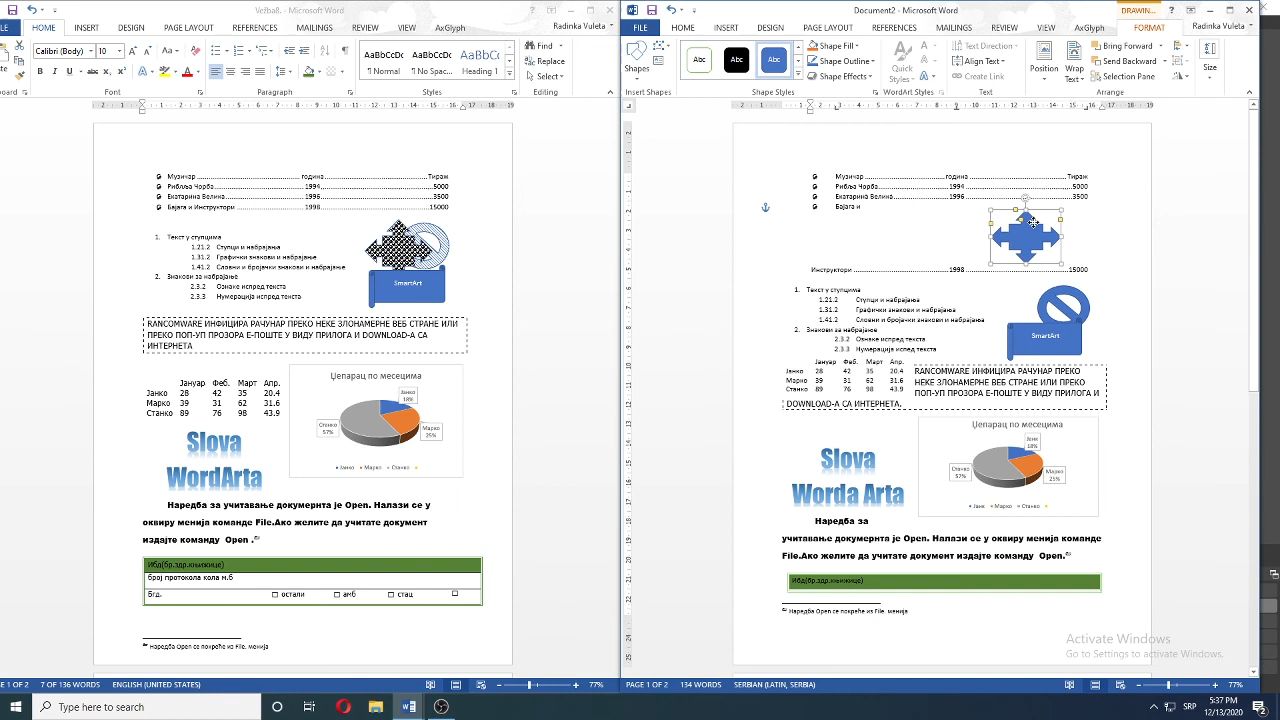 Vežba8. - Microsoft Word
HOME INSERT DESIGN PAGE LAYOUT REFERENCES MAILINGS REVIEW VIEW ArGyph Radinka Vuleta
Calibri (Body) 10
Find
Replace
Select
AaBbCcDc AaBbCcDc AaBbCc
¶ Normal ¶ No Spac... Heading 1
Font Paragraph Styles Editing
Музичар година Тираж
Рибља Чорба 1994 5000
Екатарина Велика 1996 3500
Бајага и Инструктори 1998 15000
1. Текст у ступцима
1.21.2 Ступци и набрајања
1.31.2 Графички знакови и набрајање
1.41.2 Словни и бројачки знакови и набрајање
2. Знакови за набрајање
2.3.2 Ознаке испред текста
2.3.3 Нумерација испред текста
SmartArt
RANCOMWARE ИНФИЦИРА РАЧУНАР ПРЕКО НЕКЕ ЗЛОНАМЕРНЕ ВЕБ СТРАНЕ ИЛИ
ПРЕКО ПОП-УП ПРОЗОРА Е-ПОШТЕ У ВИДУ ПРИЛОГА И DOWNLOAD-А СА
ИНТЕРНЕТА
Јануар Феб. Март Апр.
Јанко 28 42 35 20.4
Марко 39 31 62 31.6
Станко 89 76 98 43.9
Џепарац по месецима
Јанко
18%
Марко
25%
Станко
57%
Јанко Марко Станко
Slova
WordArta
Наредба за учитавање докумернта је Open. Налази се у
оквиру менија команде File.Ако желите да учитате документ
издајте команду Open .
Ибд(бр.здр.књижице)
број протокола кола н.б
Бгд. ☐ остали ☐ амб ☐ стац ☐
Наредба Open се покреће из File. менија
PAGE 1 OF 2 7 OF 136 WORDS ENGLISH (UNITED STATES) 77%
Document2 - Microsoft Word DRAWIN...
FILE HOME INSERT DESIGN PAGE LAYOUT REFERENCES MAILINGS REVIEW VIEW ArGyph FORMAT Radinka Vuleta
Shapes
Abc Abc Abc
Shape Fill
Shape Outline
Shape Effects
Quick Styles
Text Direction
Align Text
Create Link
Position
Wrap Text
Bring Forward
Send Backward
Selection Pane
Size
Insert Shapes Shape Styles WordArt Styles Text Arrange
Музичар година Тираж
Рибља Чорба 1994 5000
Екатарина Велика 1996 3500
Бајага и
Инструктори 1998 15000
1. Текст у ступцима
1.21.2 Ступци и набрајања
1.31.2 Графички знакови и набрајање
1.41.2 Словни и бројачки знакови и набрајање
2. Знакови за набрајање
2.3.2 Ознаке испред текста
2.3.3 Нумерација испед текста
SmartArt
Јануар Феб. Март Апр.
Јанко 28 42 35 20.4
Марко 39 31 62 31.6
Станко 89 76 98 43.9
RANCOMWARE ИНФИЦИРА РАЧУНАР ПРЕКО
НЕКЕ ЗЛОНАМЕРНЕ ВЕБ СТРАНЕ ИЛИ ПРЕКО
ПОП-УП ПРОЗОРА Е-ПОШТЕ У ВИДУ ПРИЛОГА И
DOWNLOAD-А СА ИНТЕРНЕТА.
Џепарац по месецима
Јанк
18%
Марко
25%
Станко
57%
Јанк Марко Станко
Slova
Worda Arta
Наредба за
учитавање докумернта је Open. Налази се у оквиру менија команде
File.Ако желите да учитате документ издајте команду Open.
Ибд(бр.здр.књижице)
Наредба Open се покреће из File. менија
Activate Windows
Go to Settings to activate Windows.
PAGE 1 OF 2 134 WORDS SERBIAN (LATIN, SERBIA) 77%
Type here to search
SRP 5:37 PM
12/13/2020